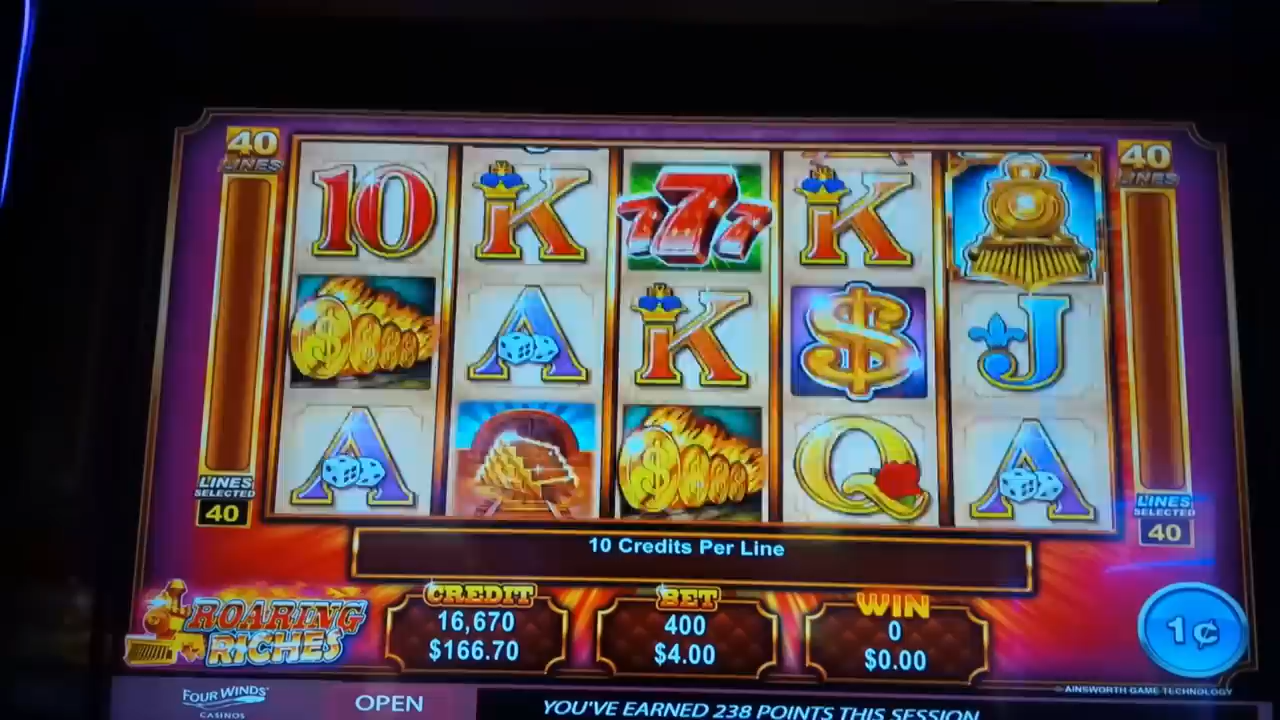 40
LINES
40
LINES
10
K
777
K
$
A
K
$
J
A
$
Q
A
LINES
SELECTED
40
LINES
SELECTED
40
10 Credits Per Line
ROARING
RICHES
CREDIT
16,670
$166.70
BET
400
$4.00
WIN
0
$0.00
1¢
© AINSWORTH GAME TECHNOLOGY
FOUR WINDS
CASINOS
OPEN
YOU'VE EARNED 238 POINTS THIS SESSION